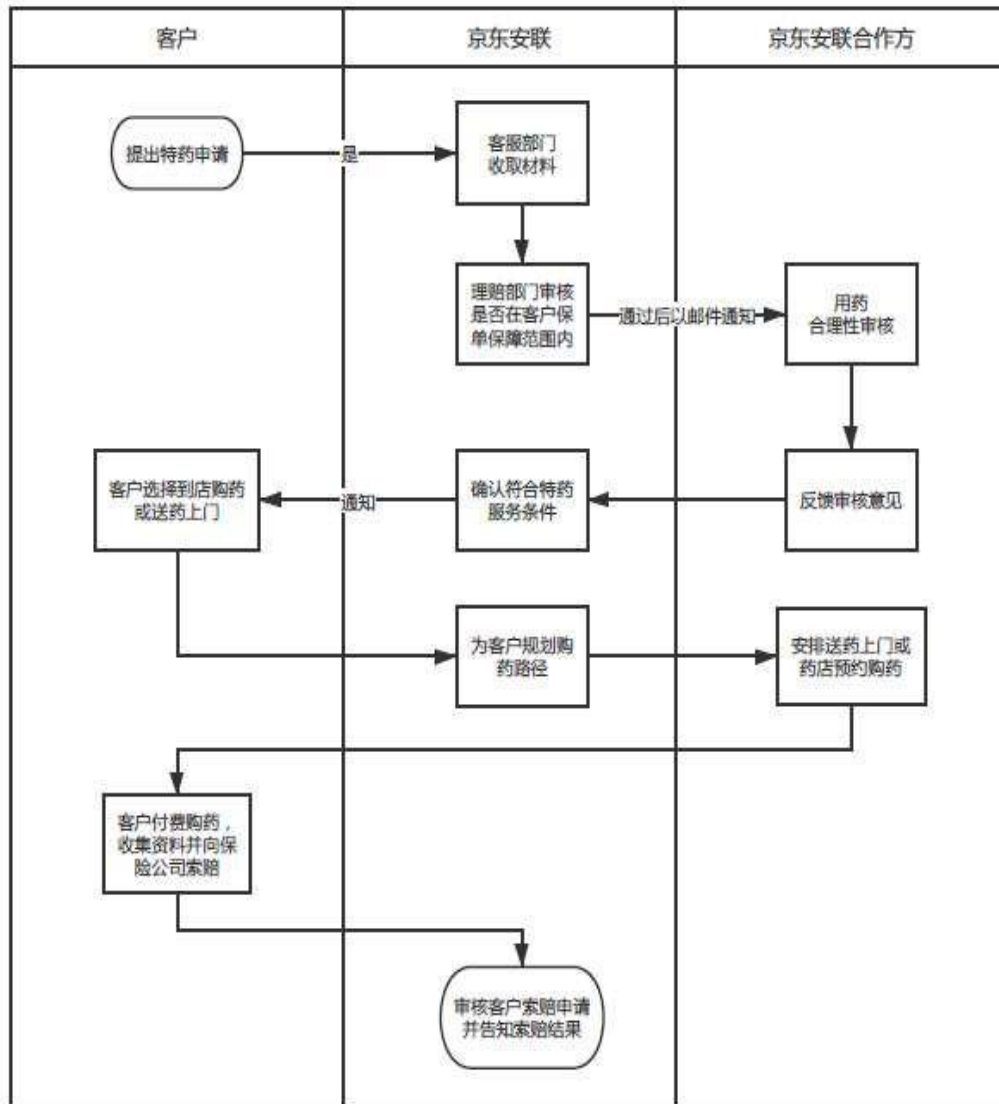 客户
京东安联
京东安联合作方
提出特药申请
是
客服部门
收取材料
理赔部门审核
是否在客户保
单保障范围内
通过后以邮件通知
用药
合理性审核
客户选择到店购药
或送药上门
通知
确认符合特药
服务条件
反馈审核意见
为客户规划购
药路径
安排送药上门或
药店预约购药
客户付费购药，
收集资料并向保
险公司索赔
审核客户索赔申请
并告知索赔结果